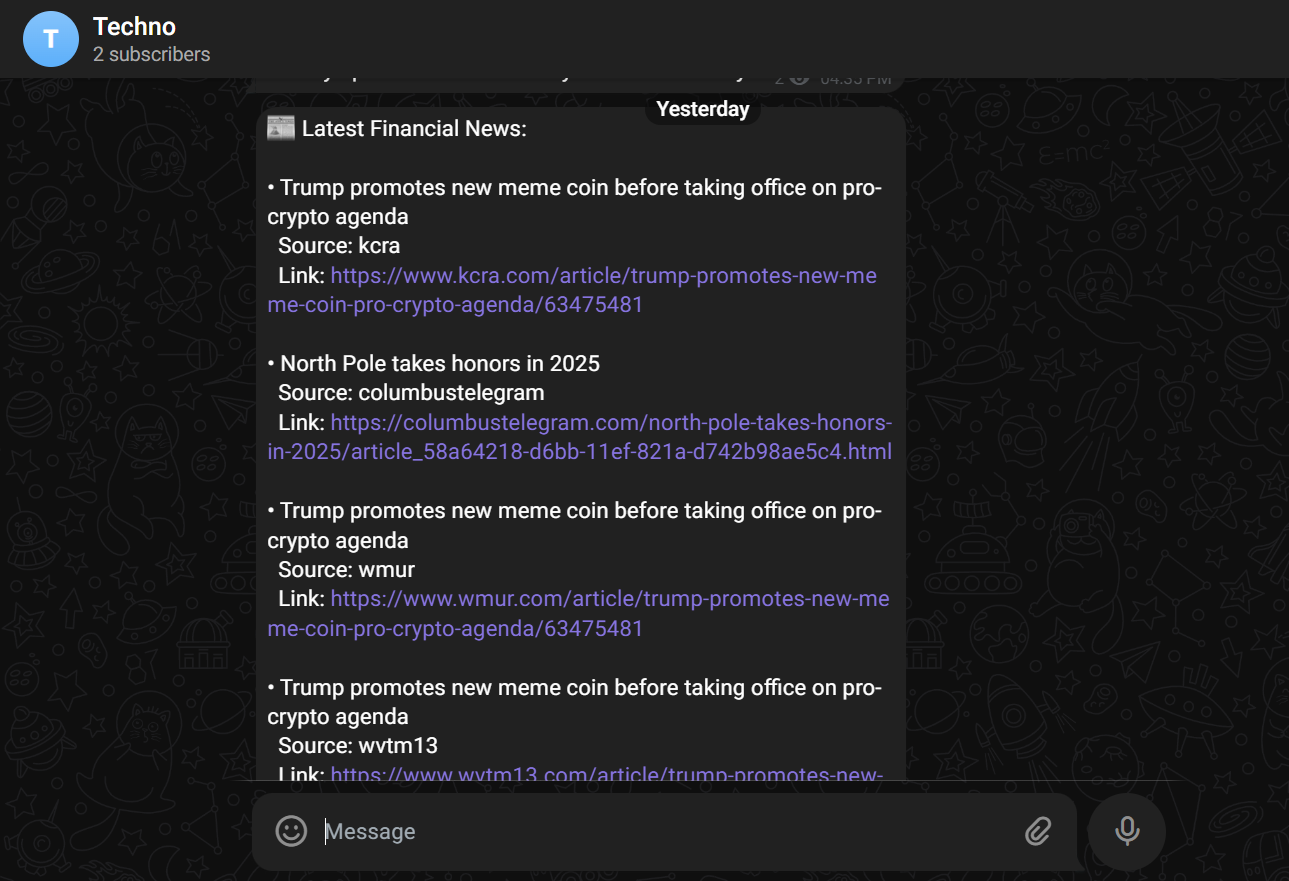 T
Techno
2 subscribers
2 04:35 PM
Yesterday
Latest Financial News:
• Trump promotes new meme coin before taking office on pro-
crypto agenda
Source: kcra
Link: https://www.kcra.com/article/trump-promotes-new-me
me-coin-pro-crypto-agenda/63475481
• North Pole takes honors in 2025
Source: columbustelegram
Link: https://columbustelegram.com/north-pole-takes-honors-
in-2025/article_58a64218-d6bb-11ef-821a-d742b98ae5c4.html
• Trump promotes new meme coin before taking office on pro-
crypto agenda
Source: wmur
Link: https://www.wmur.com/article/trump-promotes-new-me
me-coin-pro-crypto-agenda/63475481
• Trump promotes new meme coin before taking office on pro-
crypto agenda
Source: wvtm13
Link: https://www.wvtm13.com/article/trump-promotes-new-
Message
E=mc²